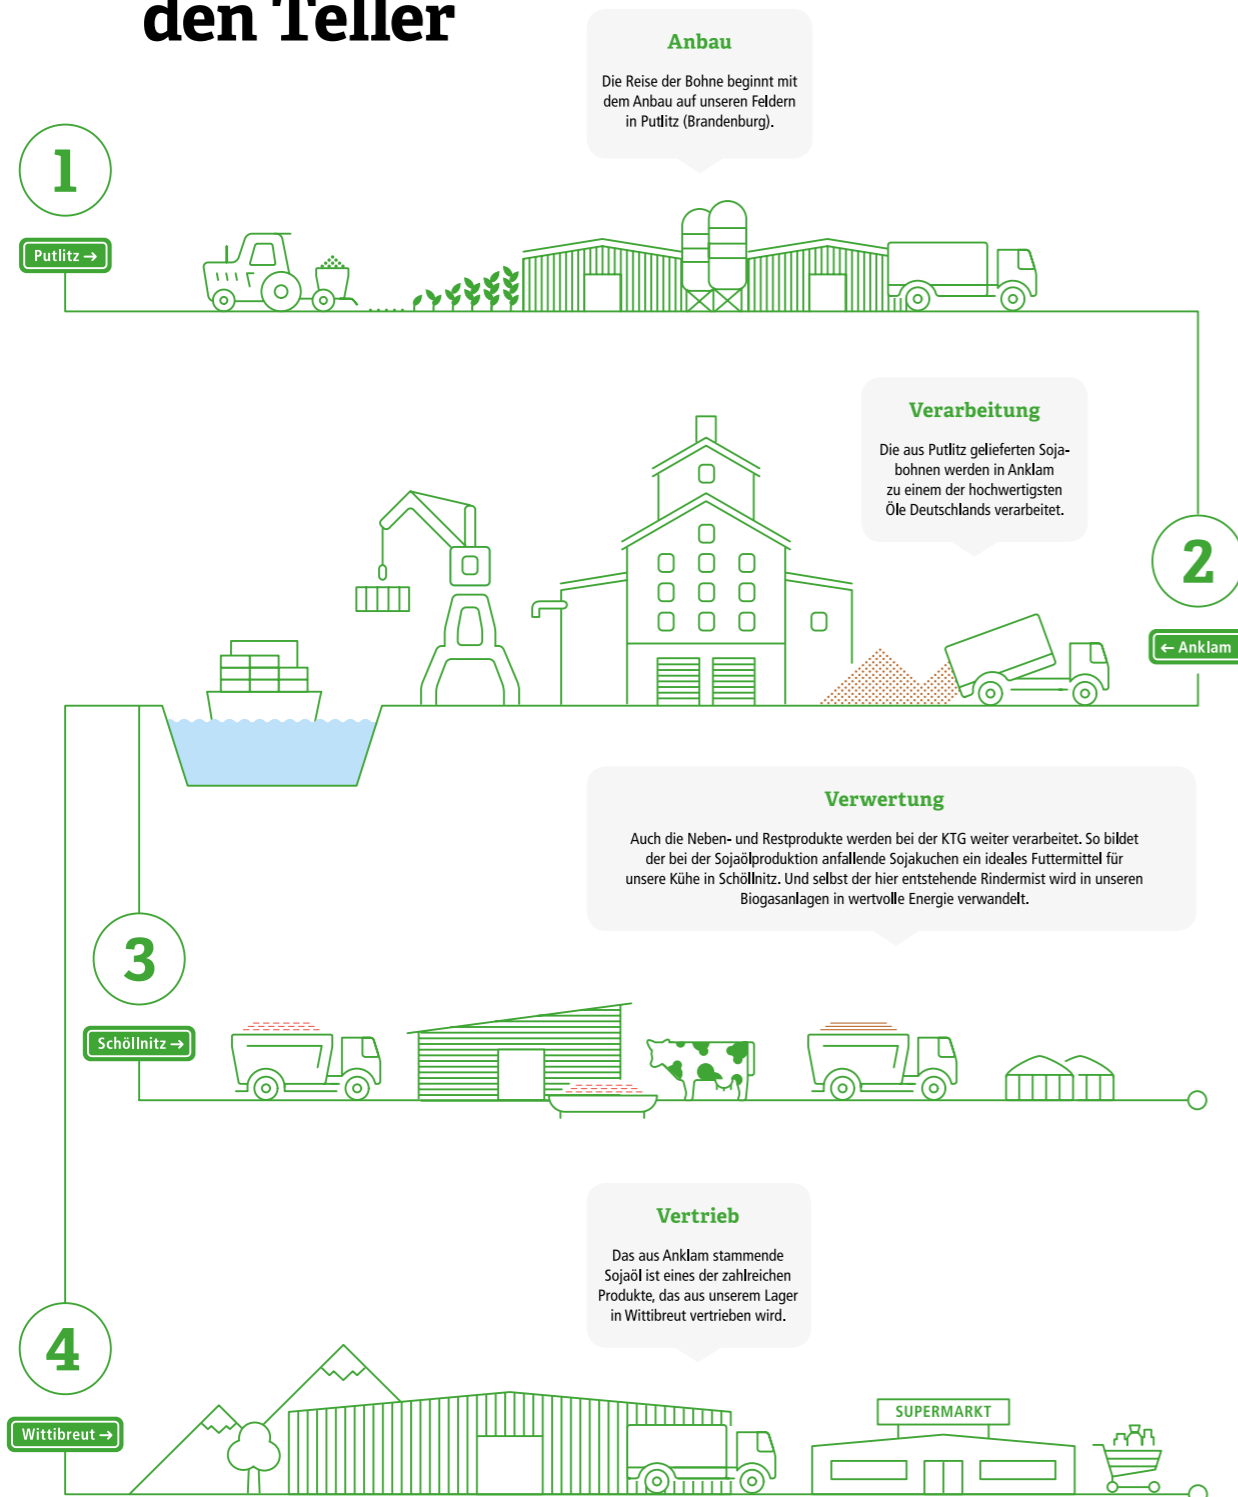 den Teller
Anbau
Die Reise der Bohne beginnt mit
dem Anbau auf unseren Feldern
in Putlitz (Brandenburg).
1
Putlitz →
Verarbeitung
Die aus Putlitz gelieferten Soja-
bohnen werden in Anklam
zu einem der hochwertigsten
Öle Deutschlands verarbeitet.
2
← Anklam
Verwertung
Auch die Neben- und Restprodukte werden bei der KTG weiter verarbeitet. So bildet
der bei der Sojaölproduktion anfallende Sojakuchen ein ideales Futtermittel für
unsere Kühe in Schöllnitz. Und selbst der hier entstehende Rindermist wird in unseren
Biogasanlagen in wertvolle Energie verwandelt.
3
Schöllnitz →
Vertrieb
Das aus Anklam stammende
Sojaöl ist eines der zahlreichen
Produkte, das aus unserem Lager
in Wittibreut vertrieben wird.
4
Wittibreut →
SUPERMARKT